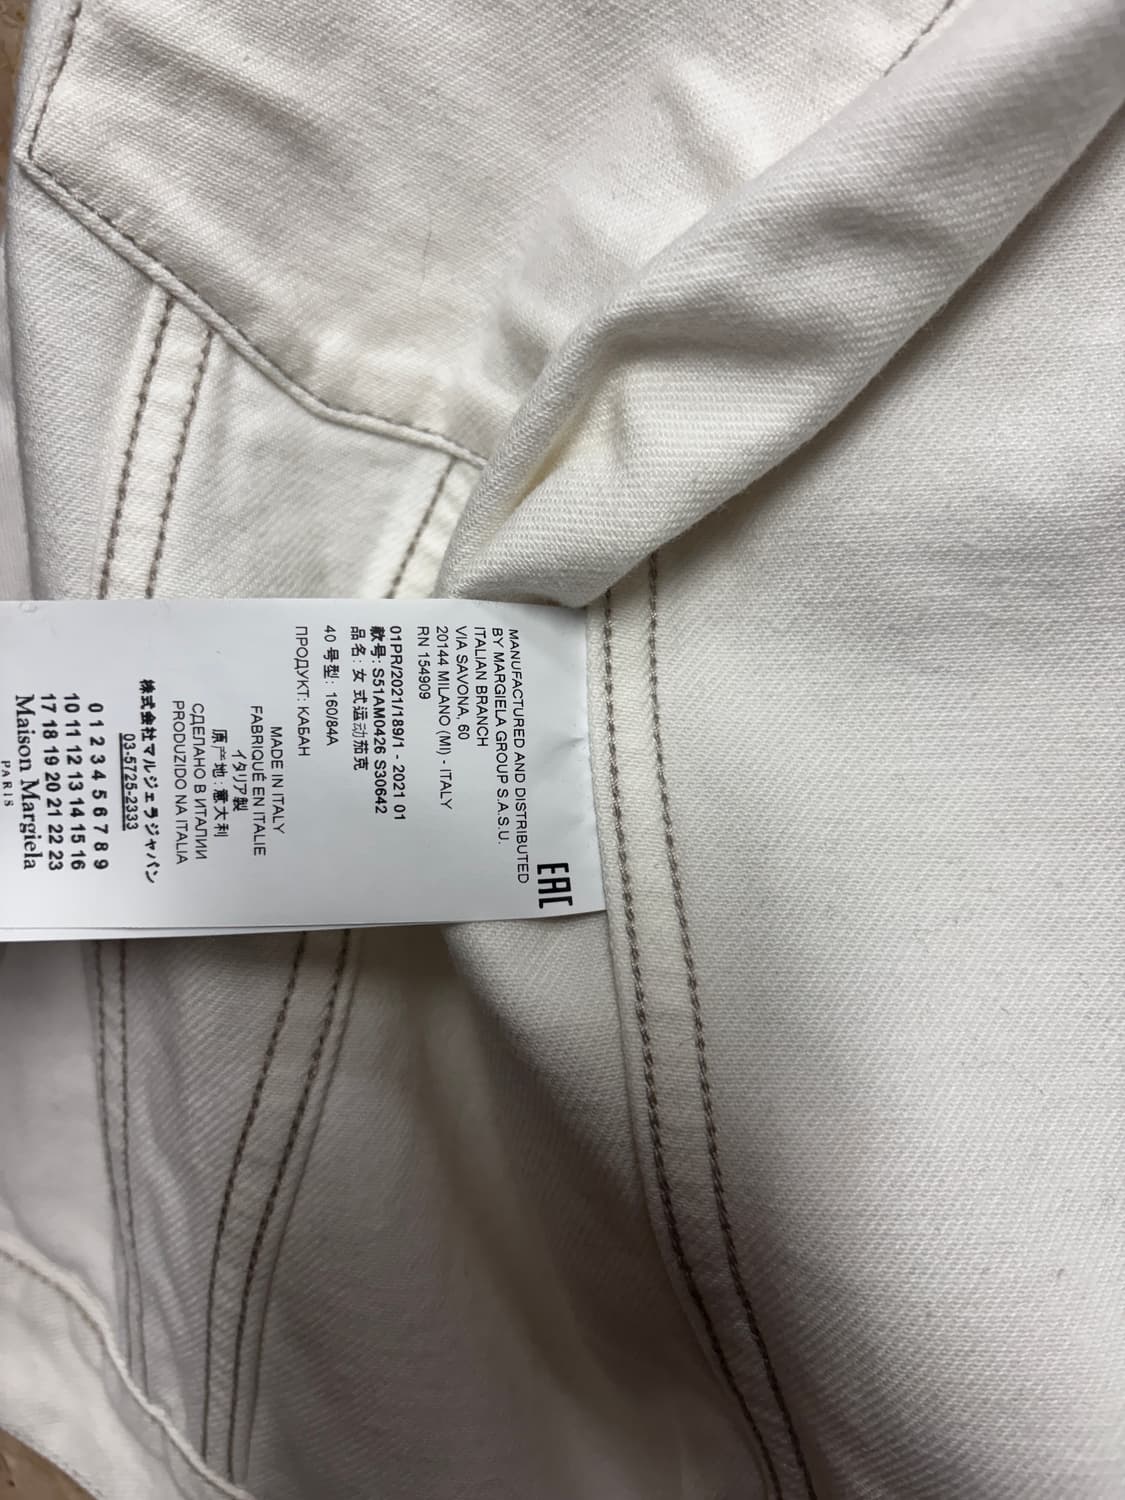 EAC
MANUFACTURED AND DISTRIBUTED
BY MARGIELA GROUP S.A.S.U.
ITALIAN BRANCH
VIA SAVONA, 60
20144 MILANO (MI) - ITALY
RN 154909
01PR/2021/189/1 - 2021 01
款号: S51AM0426 S30642
品名: 女 式运动茄克
40 号型: 160/84A
ПРОДУКТ: КАБАН
MADE IN ITALY
FABRIQUÉ EN ITALIE
イタリア製
原产地: 意大利
СДЕЛАНО В ИТАЛИИ
PRODUZIDO NA ITALIA
株式会社マルジェラジャパン
03-5725-2333
0 1 2 3 4 5 6 7 8 9
10 11 12 13 14 15 16
17 18 19 20 21 22 23
Maison Margiela
PARIS